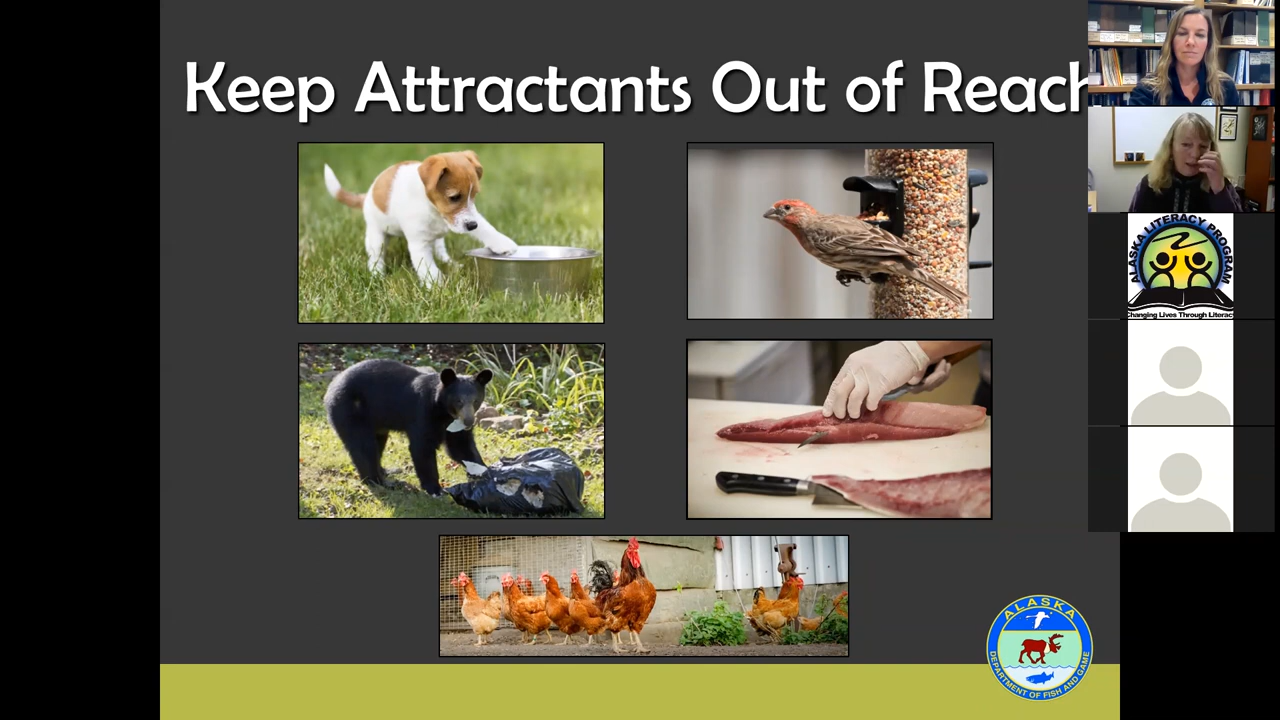 Keep Attractants Out of Reach
ALASKA LITERACY PROGRAM
Changing Lives Through Literacy
ALASKA
DEPARTMENT OF FISH AND GAME